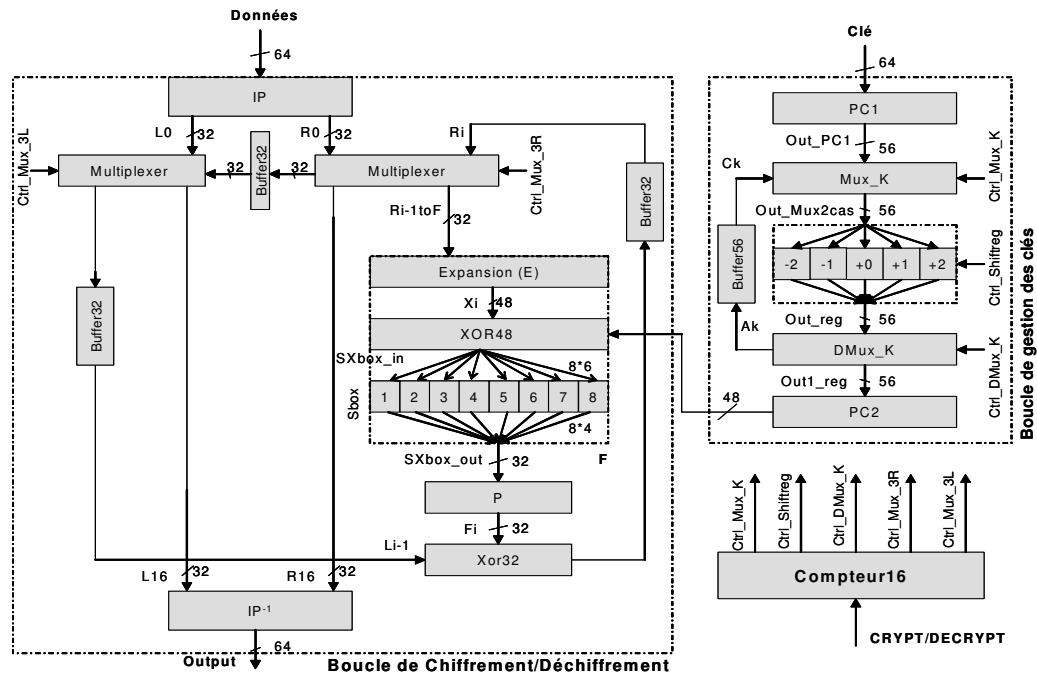 Données
64
IP
L0
32
R0
32
Ri
Ctrl_Mux_3L
Multiplexer
32
Buffer32
32
Multiplexer
Ctrl_Mux_3R
Buffer32
Ri-1toF
32
Buffer32
Expansion (E)
Xi
48
XOR48
SXbox_in
8*6
Sbox
1 2 3 4 5 6 7 8
8*4
SXbox_out
32
F
P
Fi
32
Li-1
Xor32
L16
32
R16
32
IP-1
64
Output
Boucle de Chiffrement/Déchiffrement
Clé
64
PC1
Out_PC1
56
Ck
Mux_K
Ctrl_Mux_K
Out_Mux2cas
56
Buffer56
-2 -1 +0 +1 +2
Ctrl_Shiftreg
Out_reg
56
Ak
DMux_K
Ctrl_DMux_K
Out1_reg
56
48
PC2
Boucle de gestion des clés
Ctrl_Mux_K
Ctrl_Shiftreg
Ctrl_DMux_K
Ctrl_Mux_3R
Ctrl_Mux_3L
Compteur16
CRYPT/DECRYPT